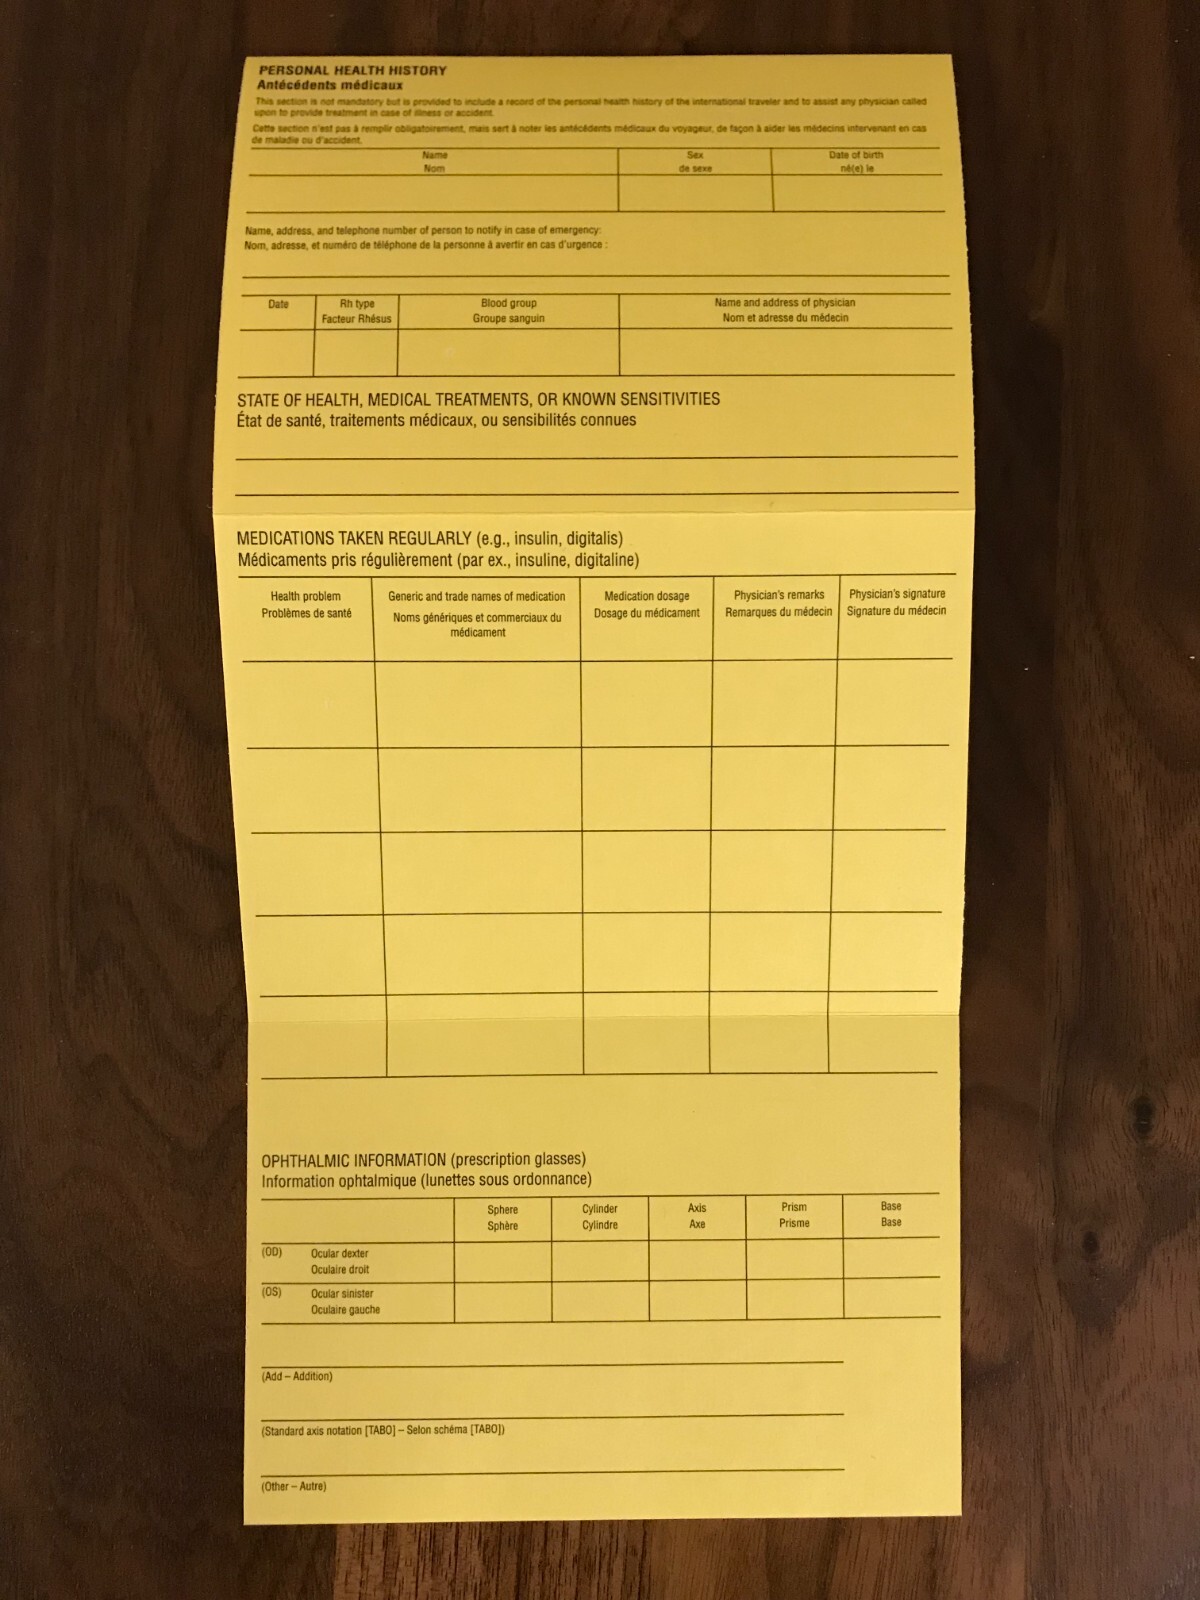 PERSONAL HEALTH HISTORY
Antécédents médicaux
This section is not mandatory but is provided to include a record of the personal health history of the international traveler and to assist any physician called
upon to provide treatment in case of illness or accident.
Cette section n'est pas à remplir obligatoirement, mais sert à noter les antécédents médicaux du voyageur, de façon à aider les médecins intervenant en cas
de maladie ou d'accident.
Name Sex Date of birth
Nom de sexe né(e) le
Name, address, and telephone number of person to notify in case of emergency:
Nom, adresse, et numéro de téléphone de la personne à avertir en cas d'urgence :
Date Rh type Blood group Name and address of physician
Facteur Rhésus Groupe sanguin Nom et adresse du médecin
STATE OF HEALTH, MEDICAL TREATMENTS, OR KNOWN SENSITIVITIES
État de santé, traitements médicaux, ou sensibilités connues
MEDICATIONS TAKEN REGULARLY (e.g., insulin, digitalis)
Médicaments pris régulièrement (par ex., insuline, digitaline)
Health problem Generic and trade names of medication Medication dosage Physician's remarks Physician's signature
Problèmes de santé Noms génériques et commerciaux du Dosage du médicament Remarques du médecin Signature du médecin
médicament
OPHTHALMIC INFORMATION (prescription glasses)
Information ophtalmique (lunettes sous ordonnance)
Sphere Cylinder Axis Prism Base
Sphère Cylindre Axe Prisme Base
(OD) Ocular dexter
Oculaire droit
(OS) Ocular sinister
Oculaire gauche
(Add – Addition)
(Standard axis notation [TABO] – Selon schéma [TABO])
(Other – Autre)